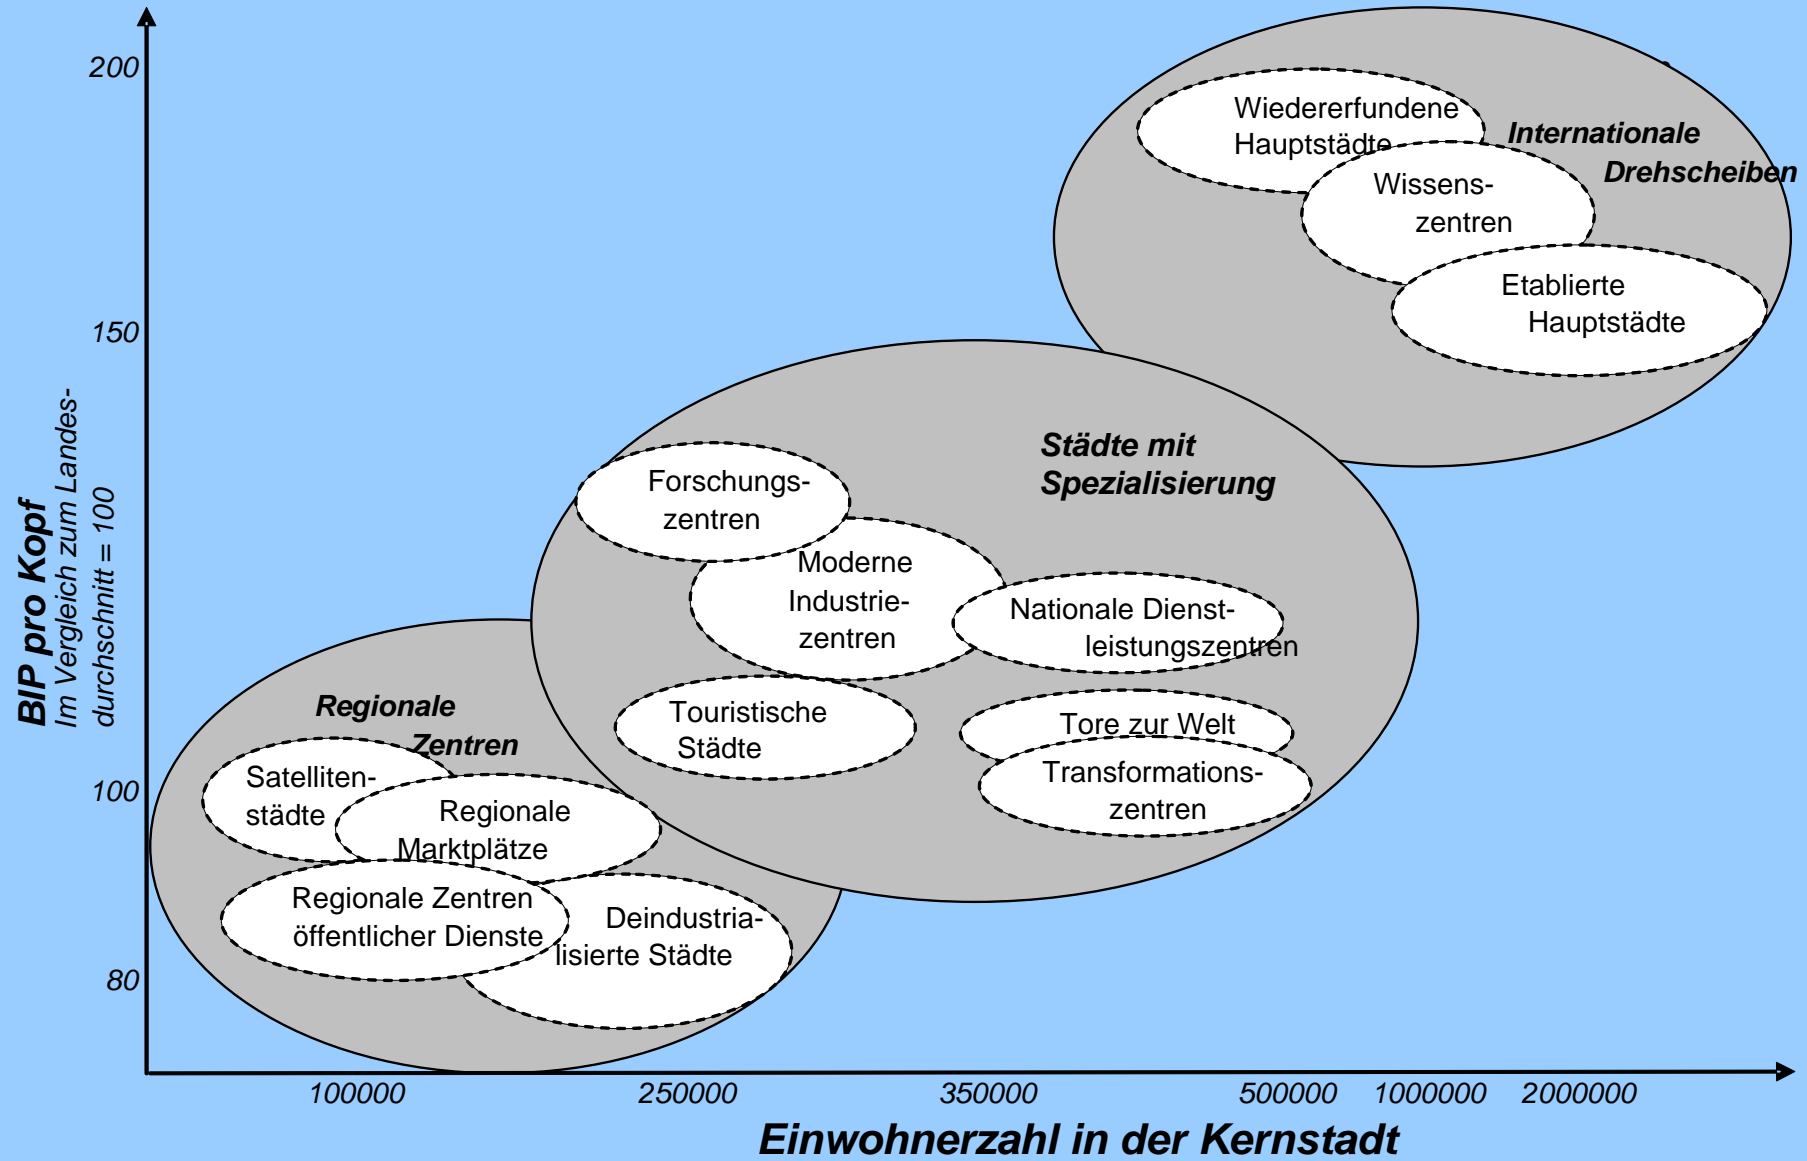 200
150
100
80
BIP pro Kopf
Im Vergleich zum Landes-
durchschnitt = 100
Wiedererfundene
Hauptstädte
Internationale
Drehscheiben
Wissens-
zentren
Etablierte
Hauptstädte
Städte mit
Spezialisierung
Forschungs-
zentren
Moderne
Industrie-
zentren
Nationale Dienst-
leistungszentren
Touristische
Städte
Tore zur Welt
Transformations-
zentren
Regionale
Zentren
Satelliten-
städte
Regionale
Marktplätze
Regionale Zentren
öffentlicher Dienste
Deindustria-
lisierte Städte
100000 250000 350000 500000 1000000 2000000
Einwohnerzahl in der Kernstadt